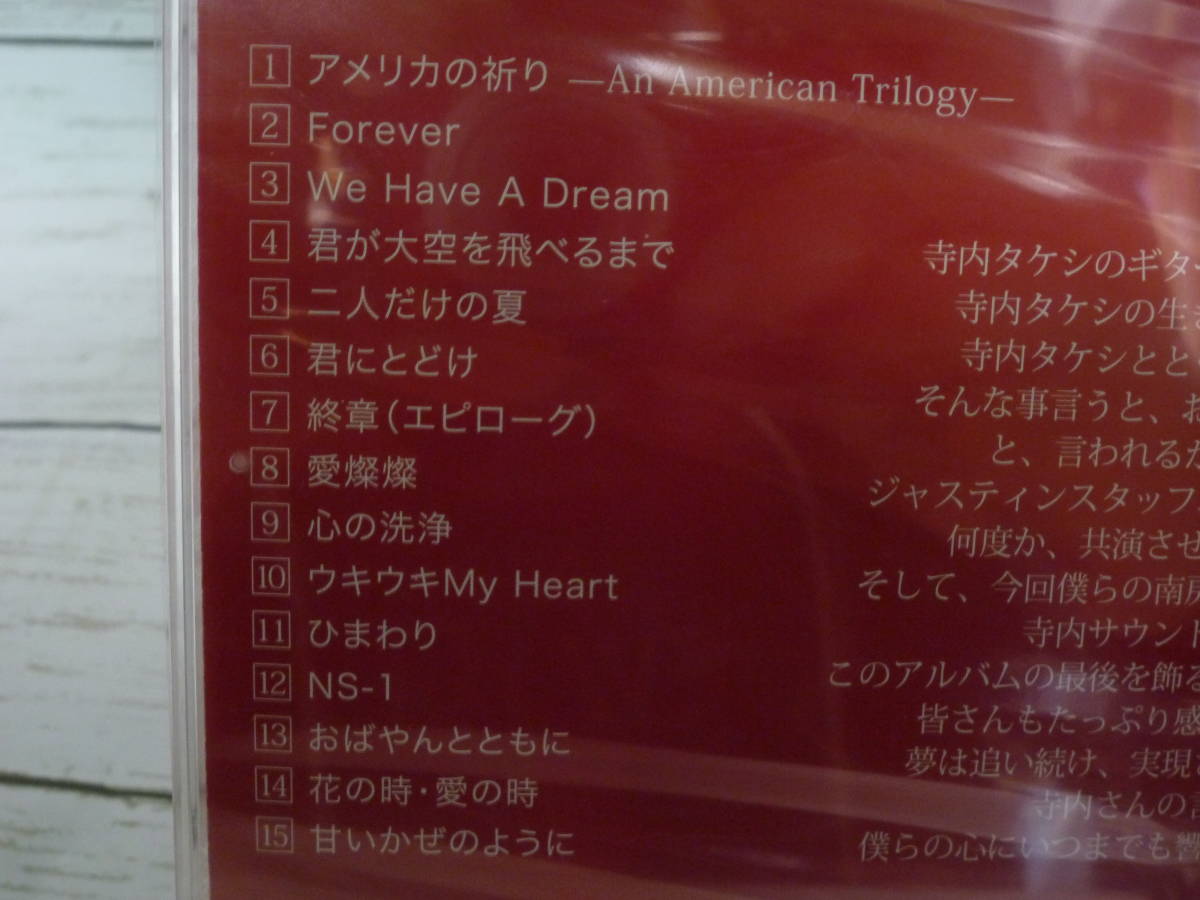 1 アメリカの祈り ―An American Trilogy―
2 Forever
3 We Have A Dream
4 君が大空を飛べるまで
5 二人だけの夏
6 君にとどけ
7 終章(エピローグ)
8 愛燦燦
9 心の洗浄
10 ウキウキMy Heart
11 ひまわり
12 NS-1
13 おばやんとともに
14 花の時・愛の時
15 甘いかぜのように
寺内タケシのギター
寺内タケシの生
寺内タケシとと
そんな事言うと、お
と、言われるか
ジャスティンスタッフ
何度か、共演させ
そして、今回僕らの南
寺内サウンド
このアルバムの最後を飾る
皆さんもたっぷり感
夢は追い続け、実現
寺内さんの
僕らの心にいつまでも響